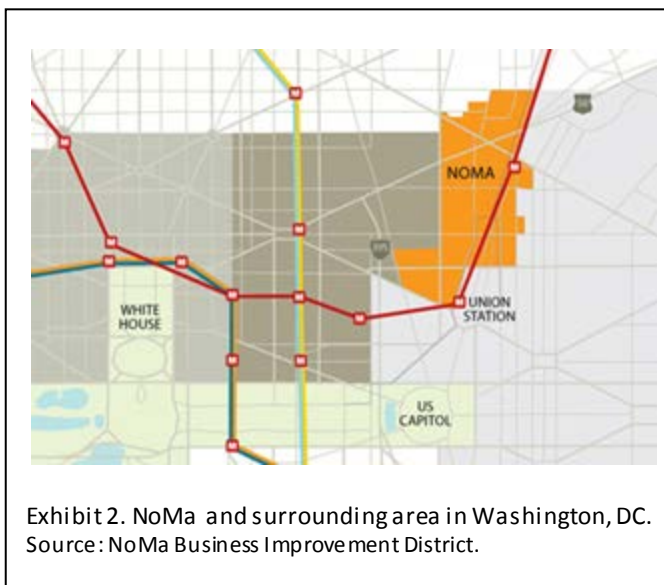 NOMA
395
UNION
STATION
WHITE
HOUSE
US
CAPITOL
Exhibit 2. NoMa and surrounding area in Washington, DC.
Source: NoMa Business Improvement District.